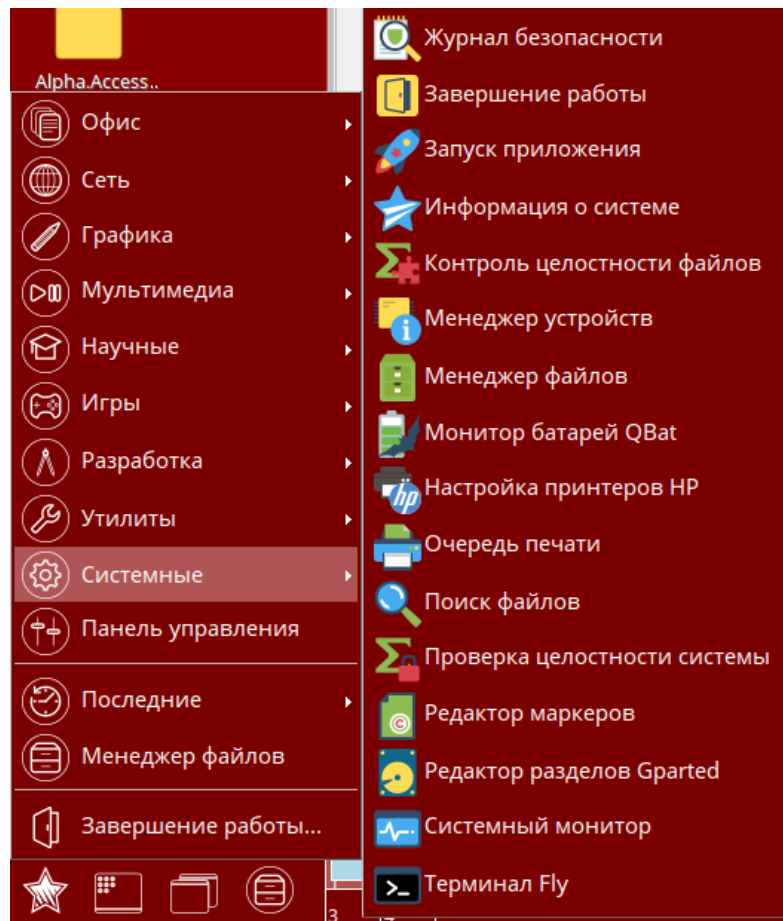 Alpha.Access..
Офис
Сеть
Графика
Мультимедиа
Научные
Игры
Разработка
Утилиты
Системные
Панель управления
Последние
Менеджер файлов
Завершение работы...
Журнал безопасности
Завершение работы
Запуск приложения
Информация о системе
Контроль целостности файлов
Менеджер устройств
Менеджер файлов
Монитор батарей QBat
Настройка принтеров HP
Очередь печати
Поиск файлов
Проверка целостности системы
Редактор маркеров
Редактор разделов Gparted
Системный монитор
Терминал Fly